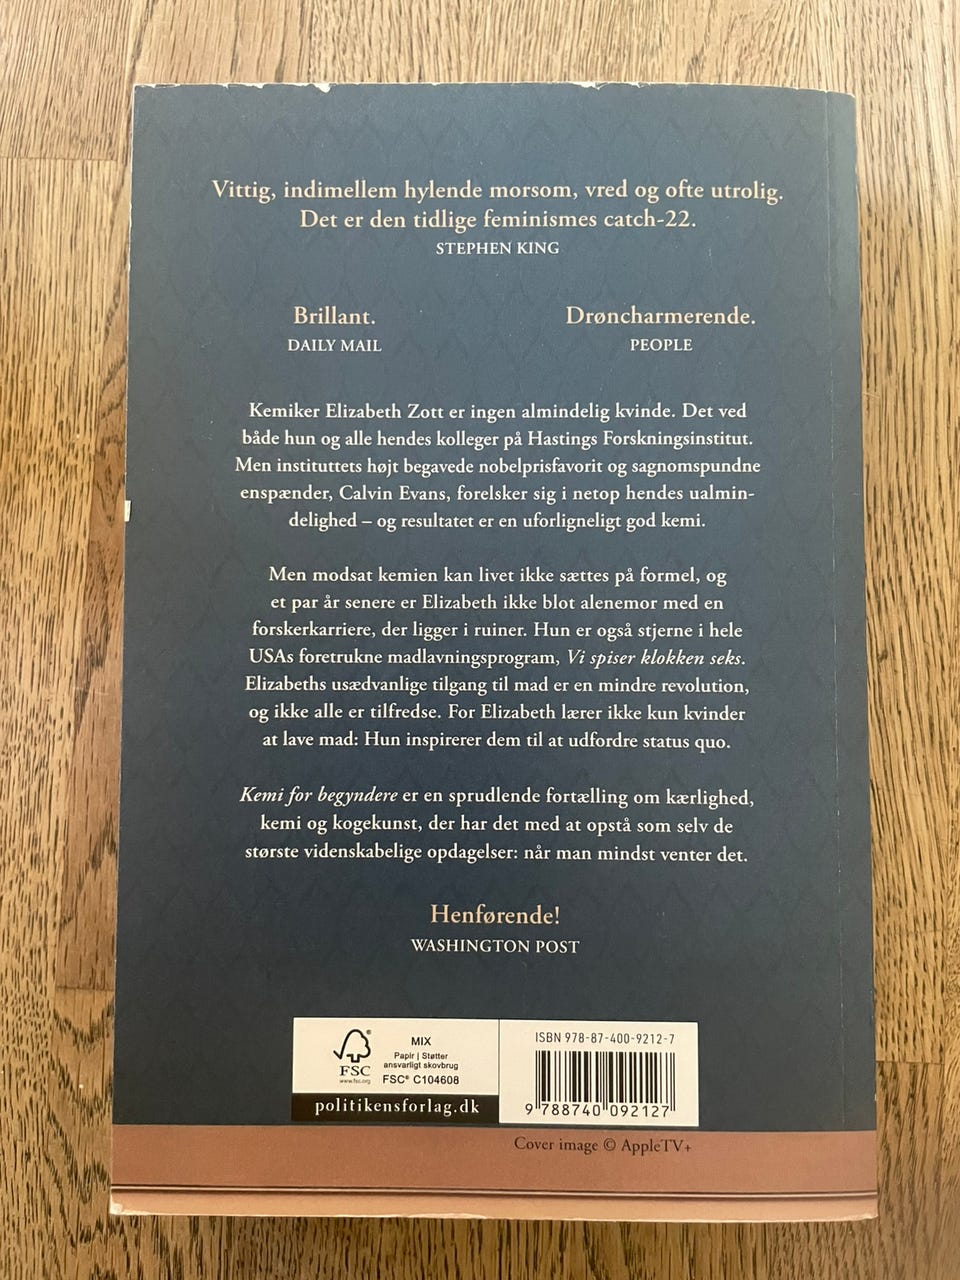 Vittig, indimellem hylende morsom, vred og ofte utrolig.
Det er den tidlige feminismes catch-22.
STEPHEN KING
Brillant.
DAILY MAIL
Drøncharmerende.
PEOPLE
Kemiker Elizabeth Zott er ingen almindelig kvinde. Det ved
både hun og alle hendes kolleger på Hastings Forskningsinstitut.
Men instituttets højt begavede nobelprisfavorit og sagnomspundne
enspænder, Calvin Evans, forelsker sig i netop hendes ualmin-
delighed – og resultatet er en uforligneligt god kemi.
Men modsat kemien kan livet ikke sættes på formel, og
et par år senere er Elizabeth ikke blot alenemor med en
forskerkarriere, der ligger i ruiner. Hun er også stjerne i hele
USAs foretrukne madlavningsprogram, Vi spiser klokken seks.
Elizabeths usædvanlige tilgang til mad er en mindre revolution,
og ikke alle er tilfredse. For Elizabeth lærer ikke kun kvinder
at lave mad: Hun inspirerer dem til at udfordre status quo.
Kemi for begyndere er en sprudlende fortælling om kærlighed,
kemi og kogekunst, der har det med at opstå som selv de
største videnskabelige opdagelser: når man mindst venter det.
Henførende!
WASHINGTON POST
FSC®
www.fsc.org
MIX
Papir | Støtter
ansvarligt skovbrug
FSC® C104608
politikensforlag.dk
ISBN 978-87-400-9212-7
9 788740 092127
Cover image © AppleTV+